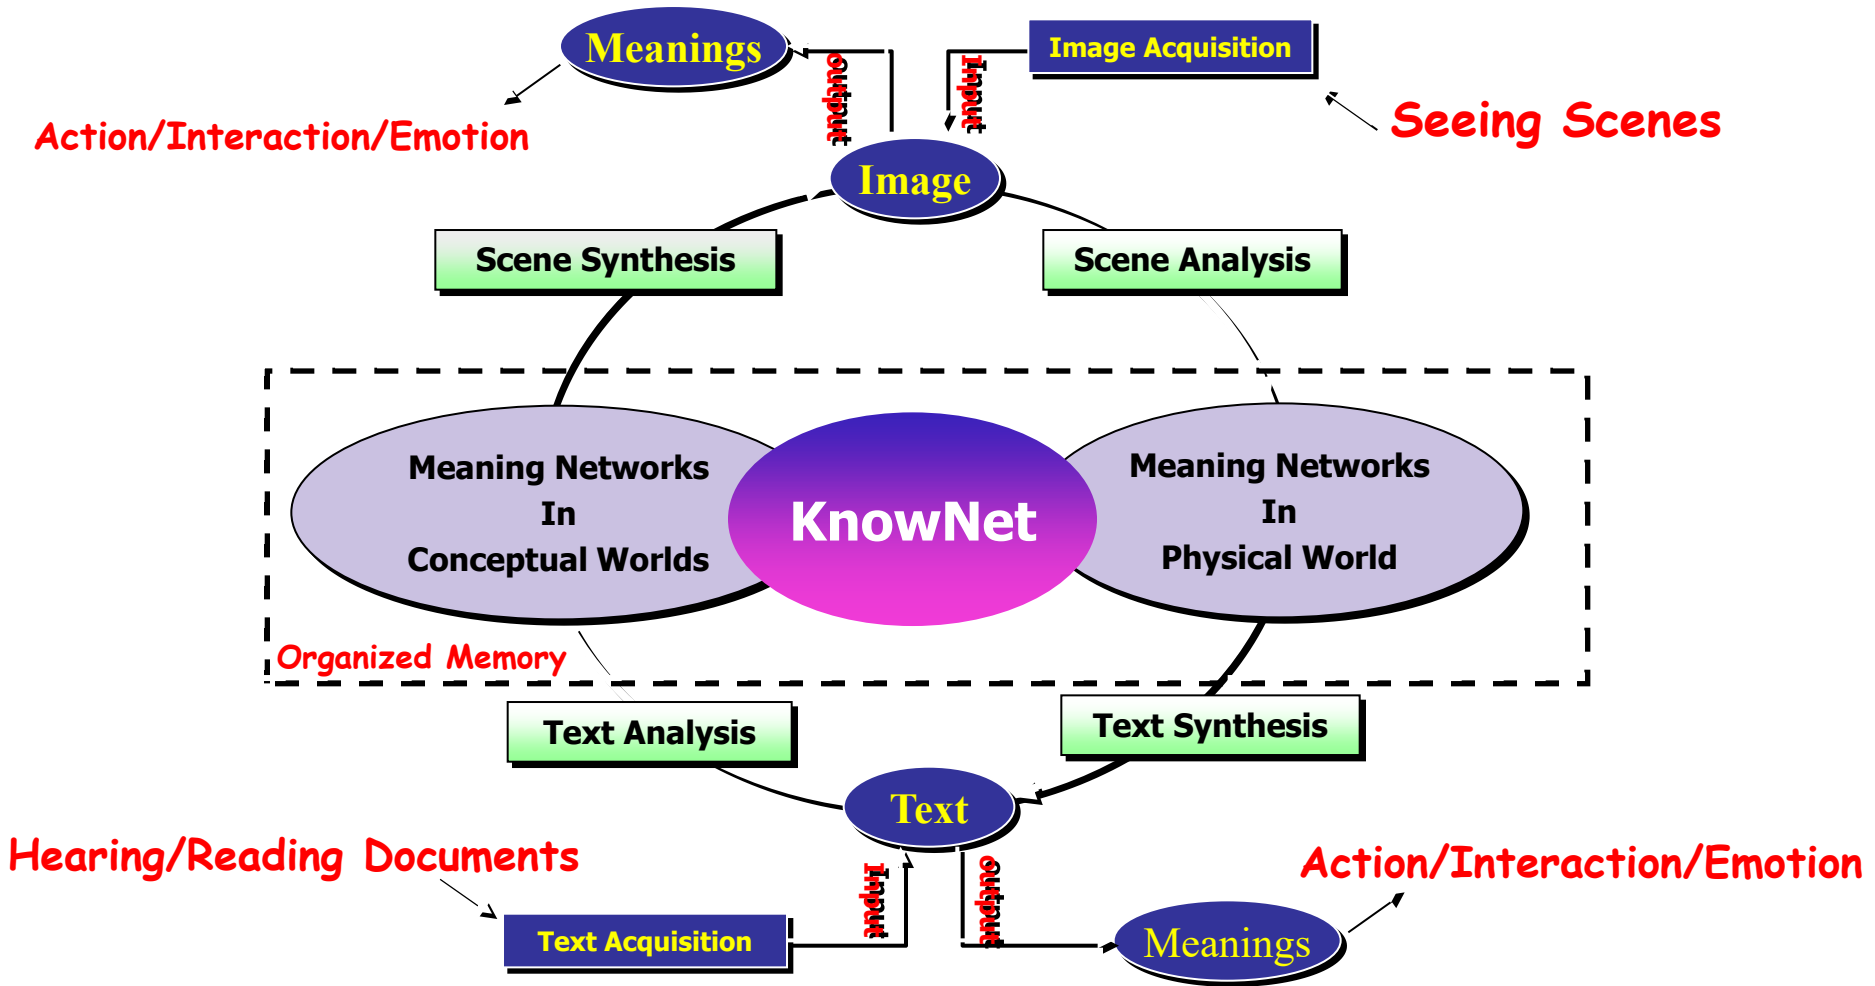 Meanings
Image Acquisition
output
Input
Action/Interaction/Emotion
Seeing Scenes
Image
Scene Synthesis
Scene Analysis
Meaning Networks
In
Conceptual Worlds
KnowNet
Meaning Networks
In
Physical World
Organized Memory
Text Analysis
Text Synthesis
Text
Hearing/Reading Documents
Action/Interaction/Emotion
Input
output
Text Acquisition
Meanings